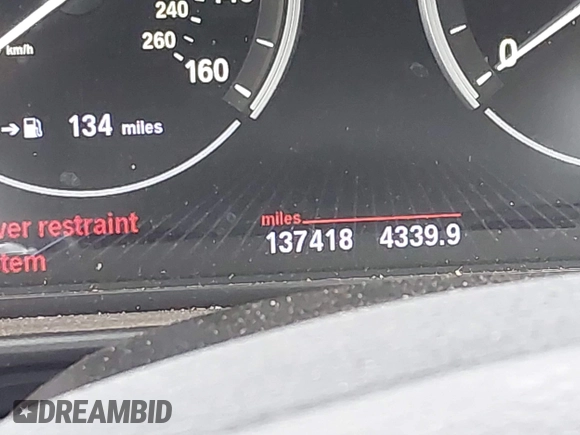 240
km/h
260
160
0
134 miles
ver restraint
tem
miles
137418 4339.9
DREAMBID